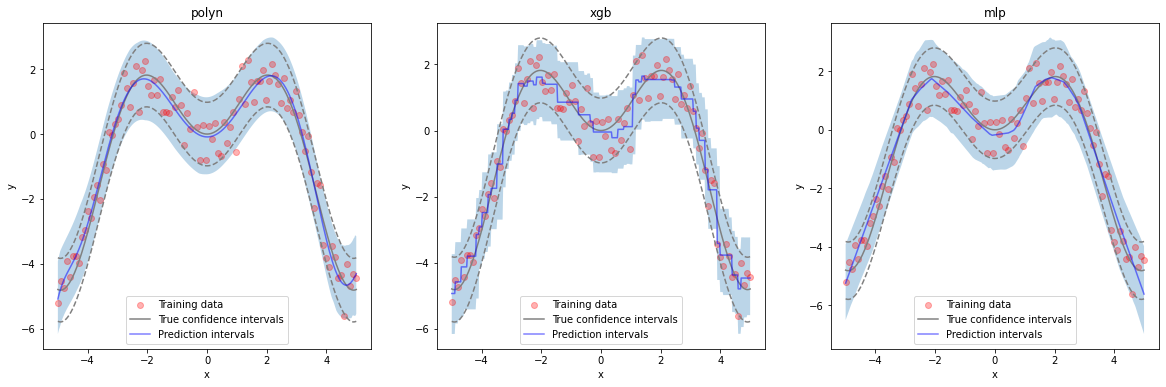 polyn
2
0
−2
−4
−6
y
−4
−2
0
2
4
x
Training data
True confidence intervals
Prediction intervals
xgb
2
0
−2
−4
−6
y
−4
−2
0
2
4
x
Training data
True confidence intervals
Prediction intervals
mlp
2
0
−2
−4
−6
y
−4
−2
0
2
4
x
Training data
True confidence intervals
Prediction intervals